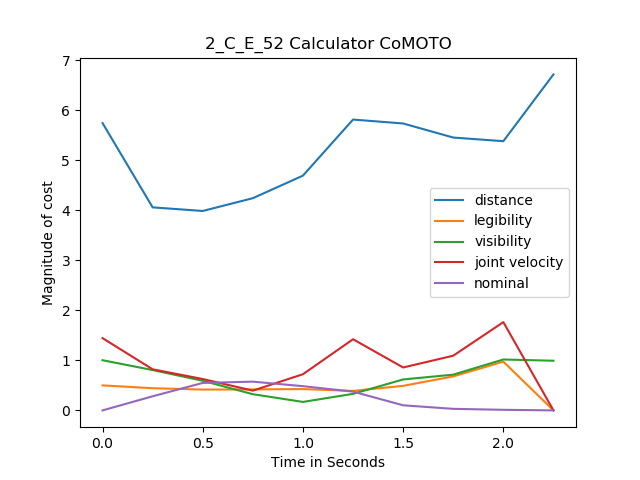 2_C_E_52 Calculator CoMOTO
Magnitude of cost
7
6
5
4
3
2
1
0
distance
legibility
visibility
joint velocity
nominal
0.0 0.5 1.0 1.5 2.0
Time in Seconds